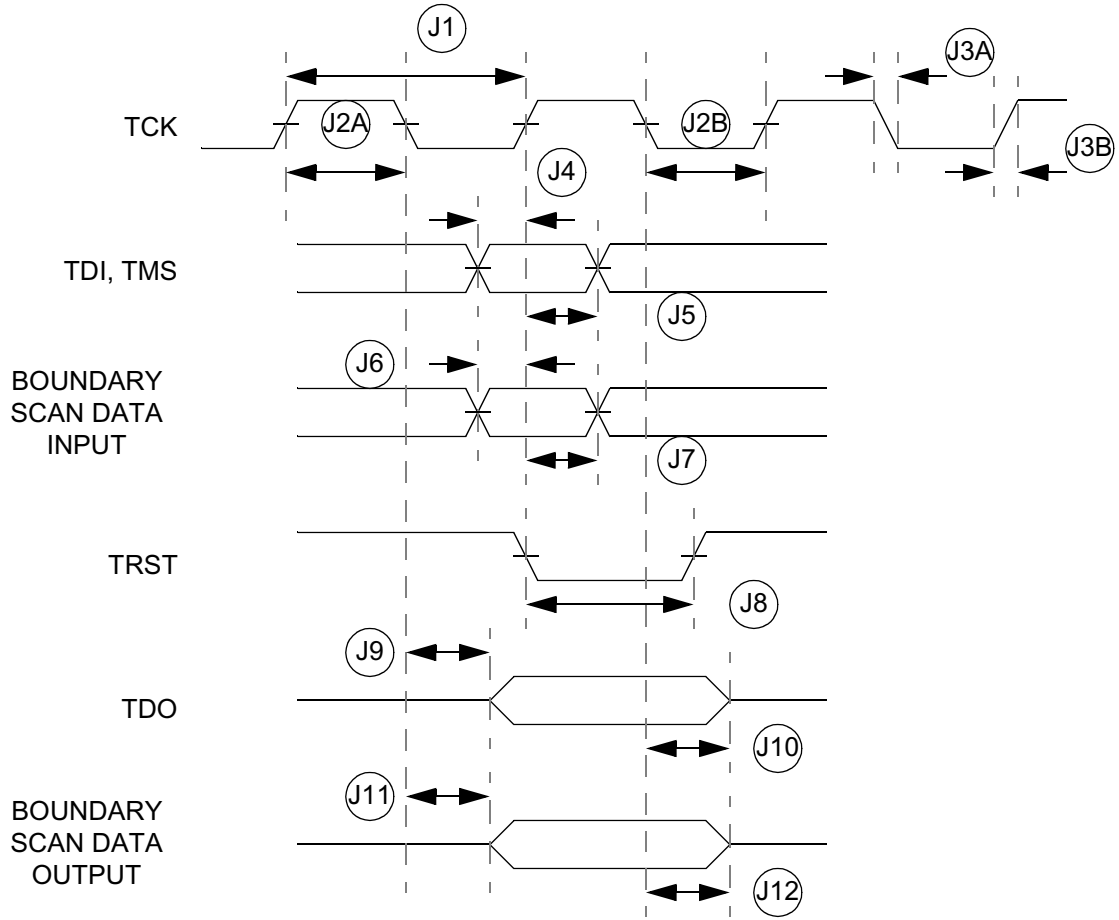 J1
J3A
TCK
J2A
J2B
J3B
J4
TDI, TMS
J5
J6
BOUNDARY
SCAN DATA
INPUT
J7
TRST
J8
J9
TDO
J10
J11
BOUNDARY
SCAN DATA
OUTPUT
J12